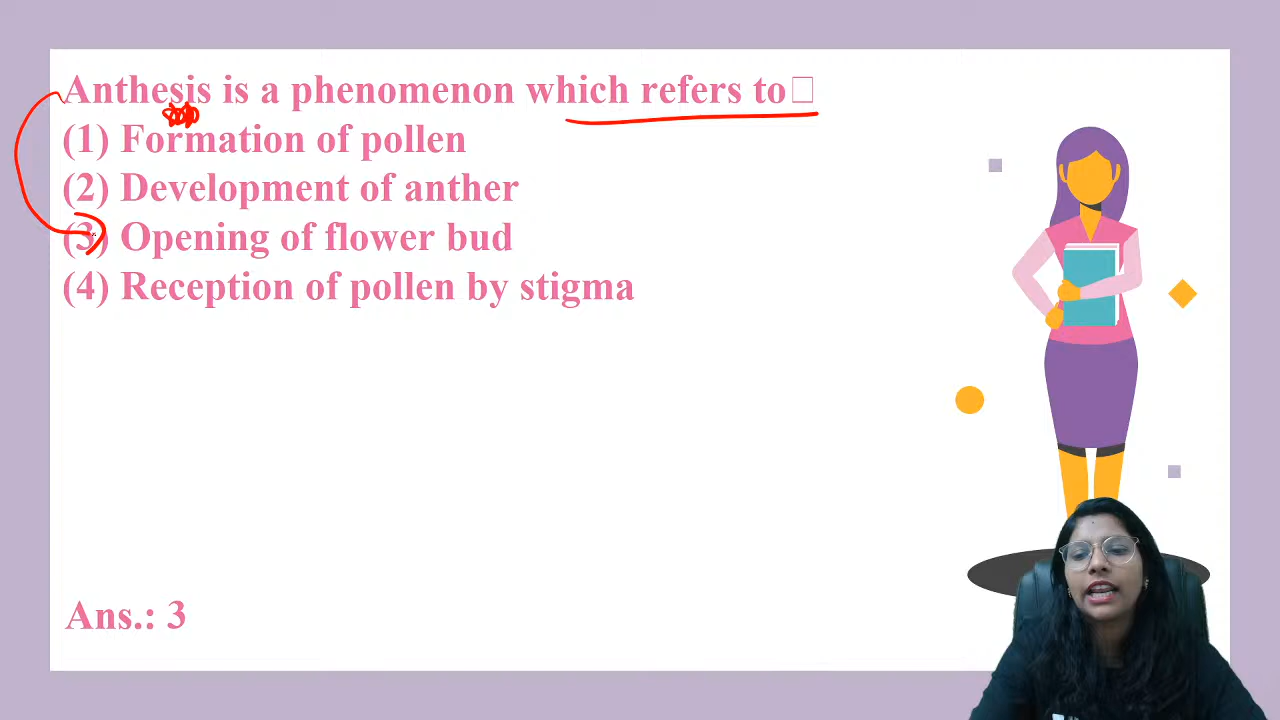 Anthesis is a phenomenon which refers to□
(1) Formation of pollen
(2) Development of anther
(3) Opening of flower bud
(4) Reception of pollen by stigma
Ans.: 3